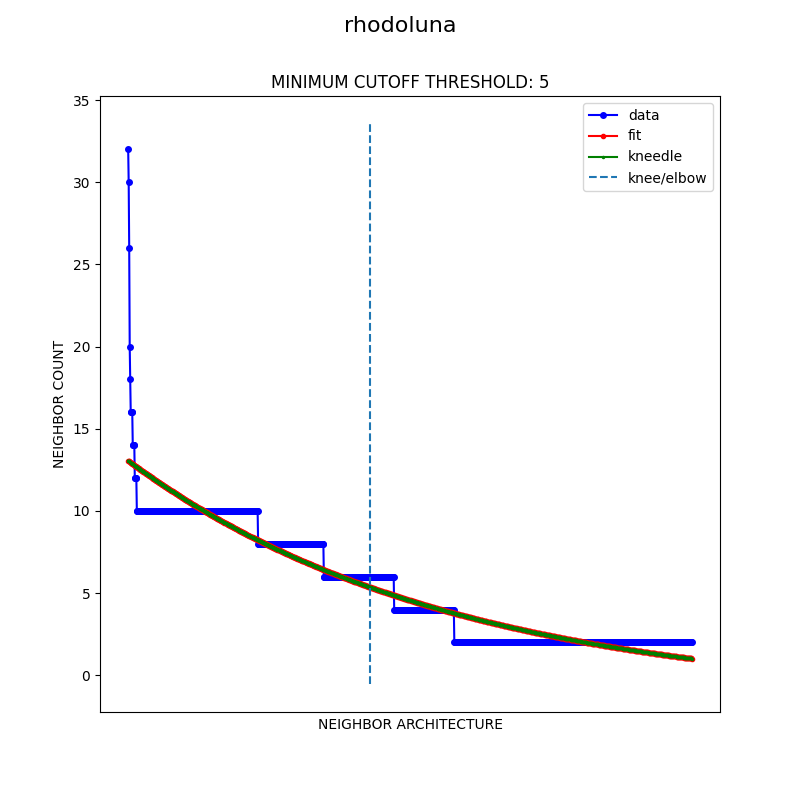 rhodoluna
MINIMUM CUTOFF THRESHOLD: 5
35
30
25
20
15
10
5
0
NEIGHBOR COUNT
data
fit
kneedle
knee/elbow
NEIGHBOR ARCHITECTURE